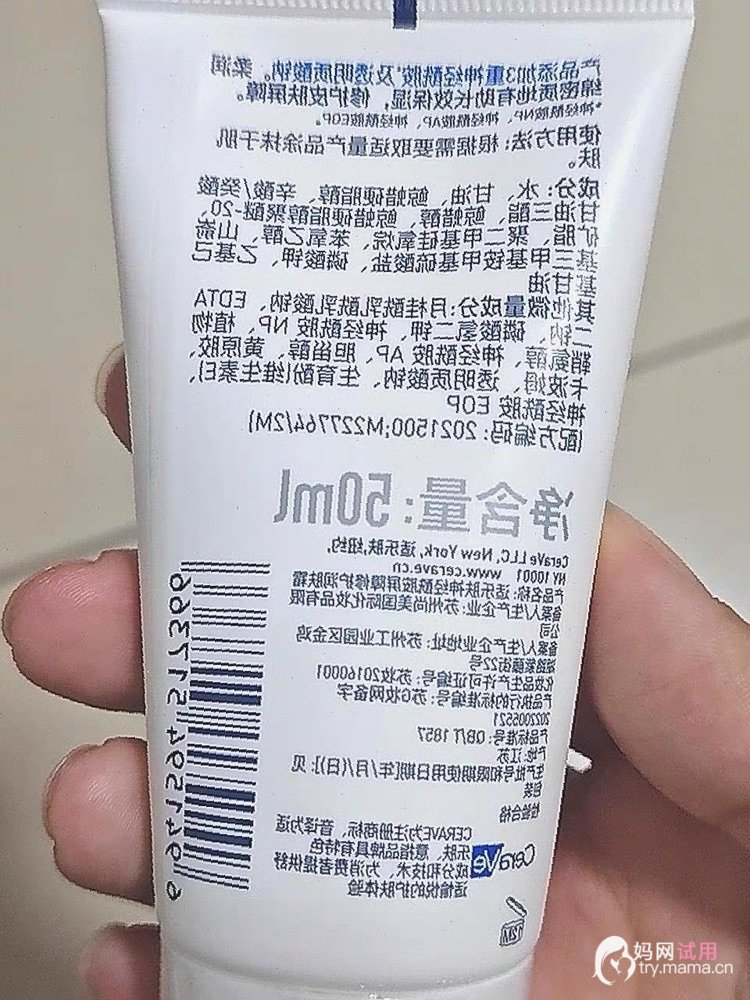 产品添加3重神经酰胺*及透明质酸钠。柔润
绵密质地有助长效保湿，修护皮肤屏障。
*神经酰胺NP、神经酰胺AP、神经酰胺EOP。
使用方法：根据需要取适量产品涂抹于肌
肤。
成分：水、甘油、鲸蜡硬脂醇、辛酸/癸酸
甘油三酯、鲸蜡醇、鲸蜡硬脂醇聚醚-20、
矿脂、聚二甲基硅氧烷、苯氧乙醇、山嵛
基三甲基铵甲基硫酸盐、磷酸钾、乙基己
基甘油
其他微量成分:月桂酰乳酰乳酸钠、EDTA
二钠、磷酸氢二钾、神经酰胺 NP、植物
鞘氨醇、神经酰胺 AP、胆甾醇、黄原胶、
卡波姆、透明质酸钠、生育酚(维生素E)、
神经酰胺 EOP
(配方编码：2021500;M227764/2M)
净含量：50ml
CeraVe LLC, New York, 适乐肤纽约,
NY 10001 www.cerave.cn
产品名称：适乐肤神经酰胺屏障修护润肤霜
备案人/生产企业：苏州尚美国际化妆品有限
公司
备案人/生产企业地址：苏州工业园区金鸡
湖路紫藤街22号
化妆品生产许可证编号：苏妆20160001
产品执行的标准编号：苏G妆网备字
2022006521
产品标准号：QB/T 1857
产地：江苏
生产批号和限期使用日期[年/月/(日)]：见
包装
检验合格
CeraVe
CERAVE为注册商标，音译为适
乐肤，意指品牌具有特色
成分和技术，为消费者提供舒
适愉悦的护肤体验
12M
6 941594 517366
妈网试用
try.mama.cn